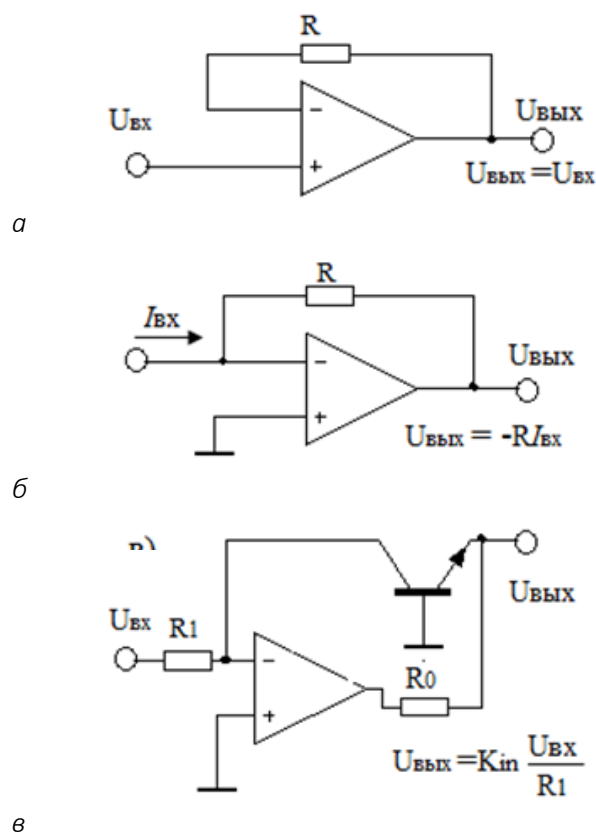 R
Uвх
Uвых
−
+
Uвых =Uвх
а
R
Iвх
Uвых
−
+
Uвых = -RIвх
б
Uвх
R1
Uвых
−
+
R0
Uвых =Kin Uвх
R1
в